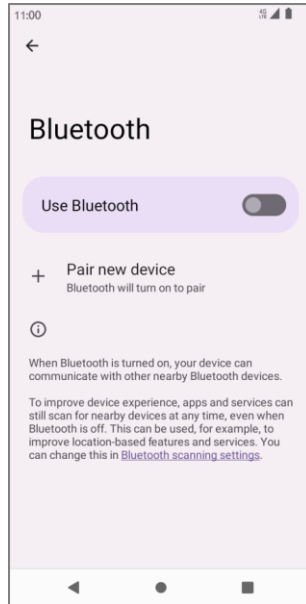 11:00
4G
LTE
Bluetooth
Use Bluetooth
Pair new device
Bluetooth will turn on to pair
When Bluetooth is turned on, your device can
communicate with other nearby Bluetooth devices.
To improve device experience, apps and services can
still scan for nearby devices at any time, even when
Bluetooth is off. This can be used, for example, to
improve location-based features and services. You
can change this in Bluetooth scanning settings.